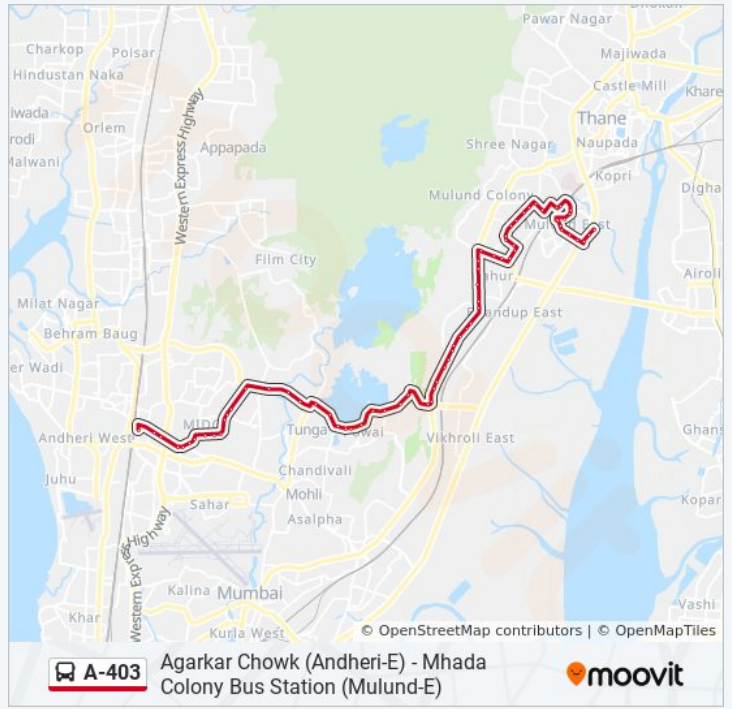 Pawar Nagar
Charkop
Poisar
Majiwada
Hindustan Naka
Castle Mill
Khare
Thane
Orlem
Western Express Highway
Appapada
Shree Nagar
Naupada
Malwani
Kopri
Mulund Colony
Digha
Mulund East
Film City
Nahur
Airoli
Milat Nagar
Bhandup East
Behram Baug
er Wadi
MIDC
Andheri West
Tunga
Powai
Vikhroli East
Ghans
Chandivali
Juhu
Mohli
Kopar
Sahar
Asalpha
Western Express Highway
Kalina
Mumbai
Vashi
Khar
Kurla West
© OpenStreetMap contributors | © OpenMapTiles
A-403
Agarkar Chowk (Andheri-E) - Mhada
Colony Bus Station (Mulund-E)
moovit